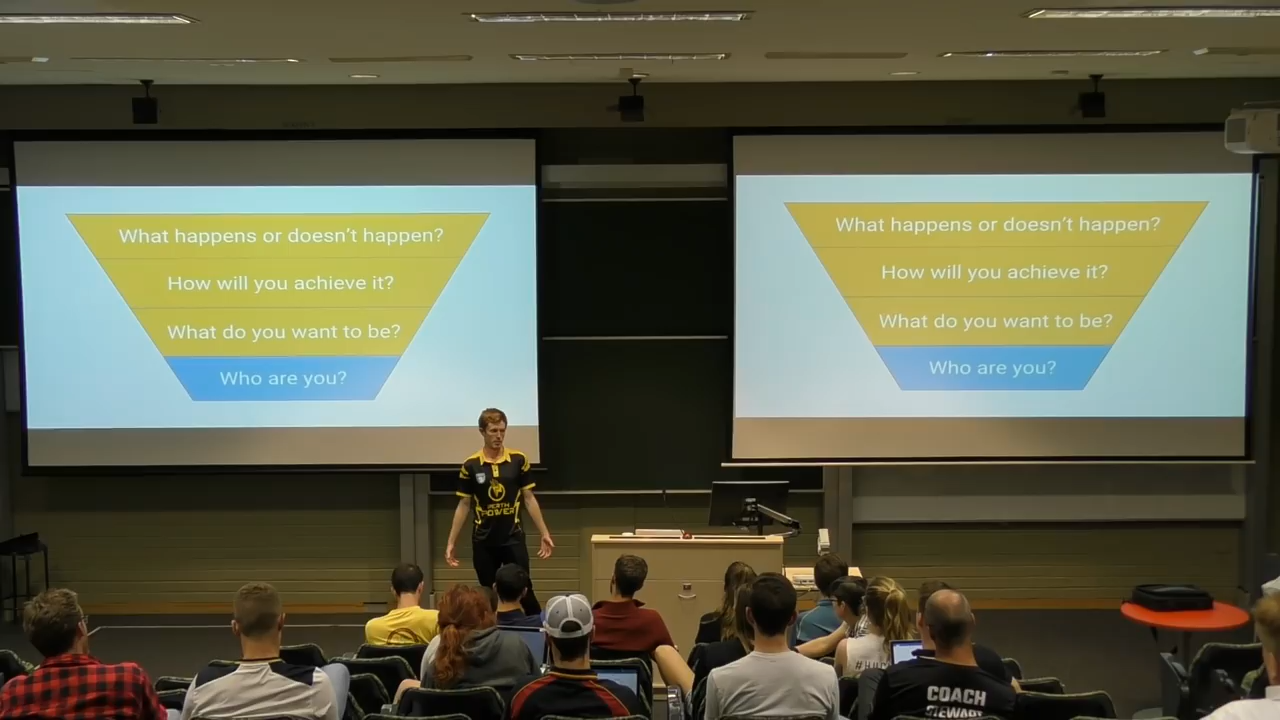 What happens or doesn't happen?
How will you achieve it?
What do you want to be?
Who are you?
What happens or doesn't happen?
How will you achieve it?
What do you want to be?
Who are you?
PERTH
POWER
COACH
STEWART